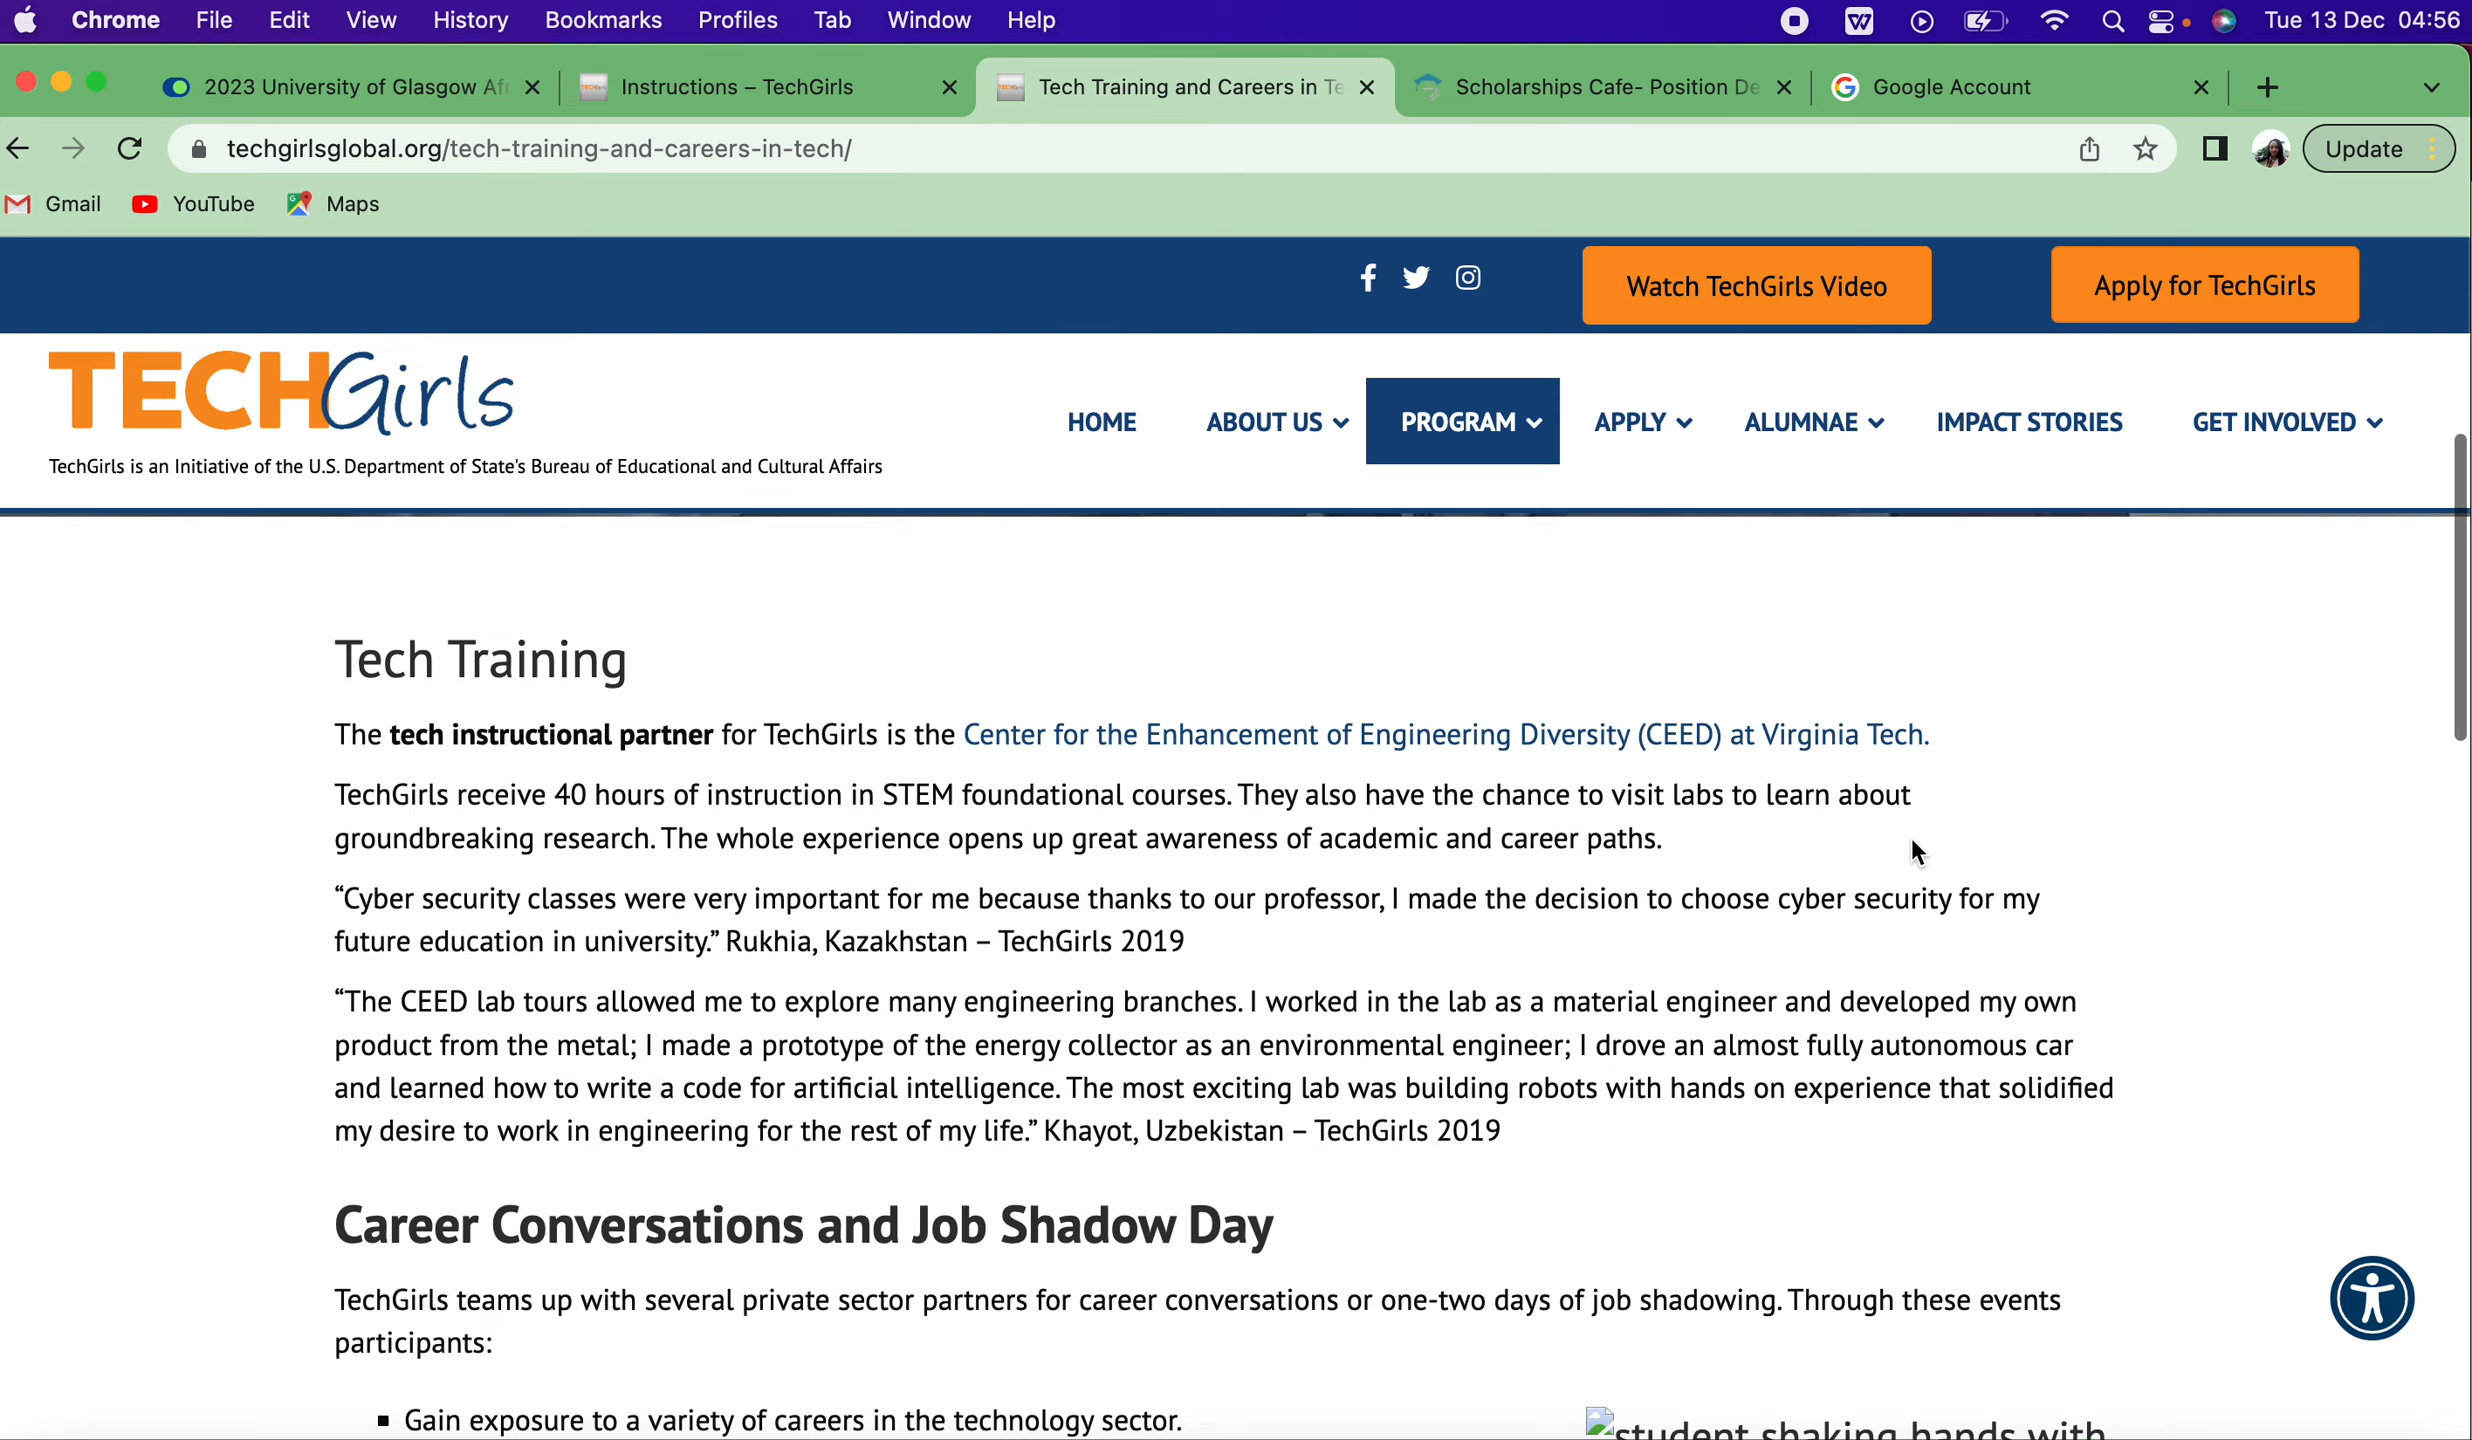 Chrome File Edit View History Bookmarks Profiles Tab Window Help Tue 13 Dec 04:56
2023 University of Glasgow Afr Instructions – TechGirls Tech Training and Careers in Te Scholarships Cafe- Position De Google Account
techgirlsglobal.org/tech-training-and-careers-in-tech/ Update
Gmail YouTube Maps
Watch TechGirls Video Apply for TechGirls
TECHGirls
HOME ABOUT US PROGRAM APPLY ALUMNAE IMPACT STORIES GET INVOLVED
TechGirls is an Initiative of the U.S. Department of State's Bureau of Educational and Cultural Affairs
Tech Training
The tech instructional partner for TechGirls is the Center for the Enhancement of Engineering Diversity (CEED) at Virginia Tech.
TechGirls receive 40 hours of instruction in STEM foundational courses. They also have the chance to visit labs to learn about
groundbreaking research. The whole experience opens up great awareness of academic and career paths.
“Cyber security classes were very important for me because thanks to our professor, I made the decision to choose cyber security for my
future education in university.” Rukhia, Kazakhstan – TechGirls 2019
“The CEED lab tours allowed me to explore many engineering branches. I worked in the lab as a material engineer and developed my own
product from the metal; I made a prototype of the energy collector as an environmental engineer; I drove an almost fully autonomous car
and learned how to write a code for artificial intelligence. The most exciting lab was building robots with hands on experience that solidified
my desire to work in engineering for the rest of my life.” Khayot, Uzbekistan – TechGirls 2019
Career Conversations and Job Shadow Day
TechGirls teams up with several private sector partners for career conversations or one-two days of job shadowing. Through these events
participants:
▪ Gain exposure to a variety of careers in the technology sector.
student shaking hands with